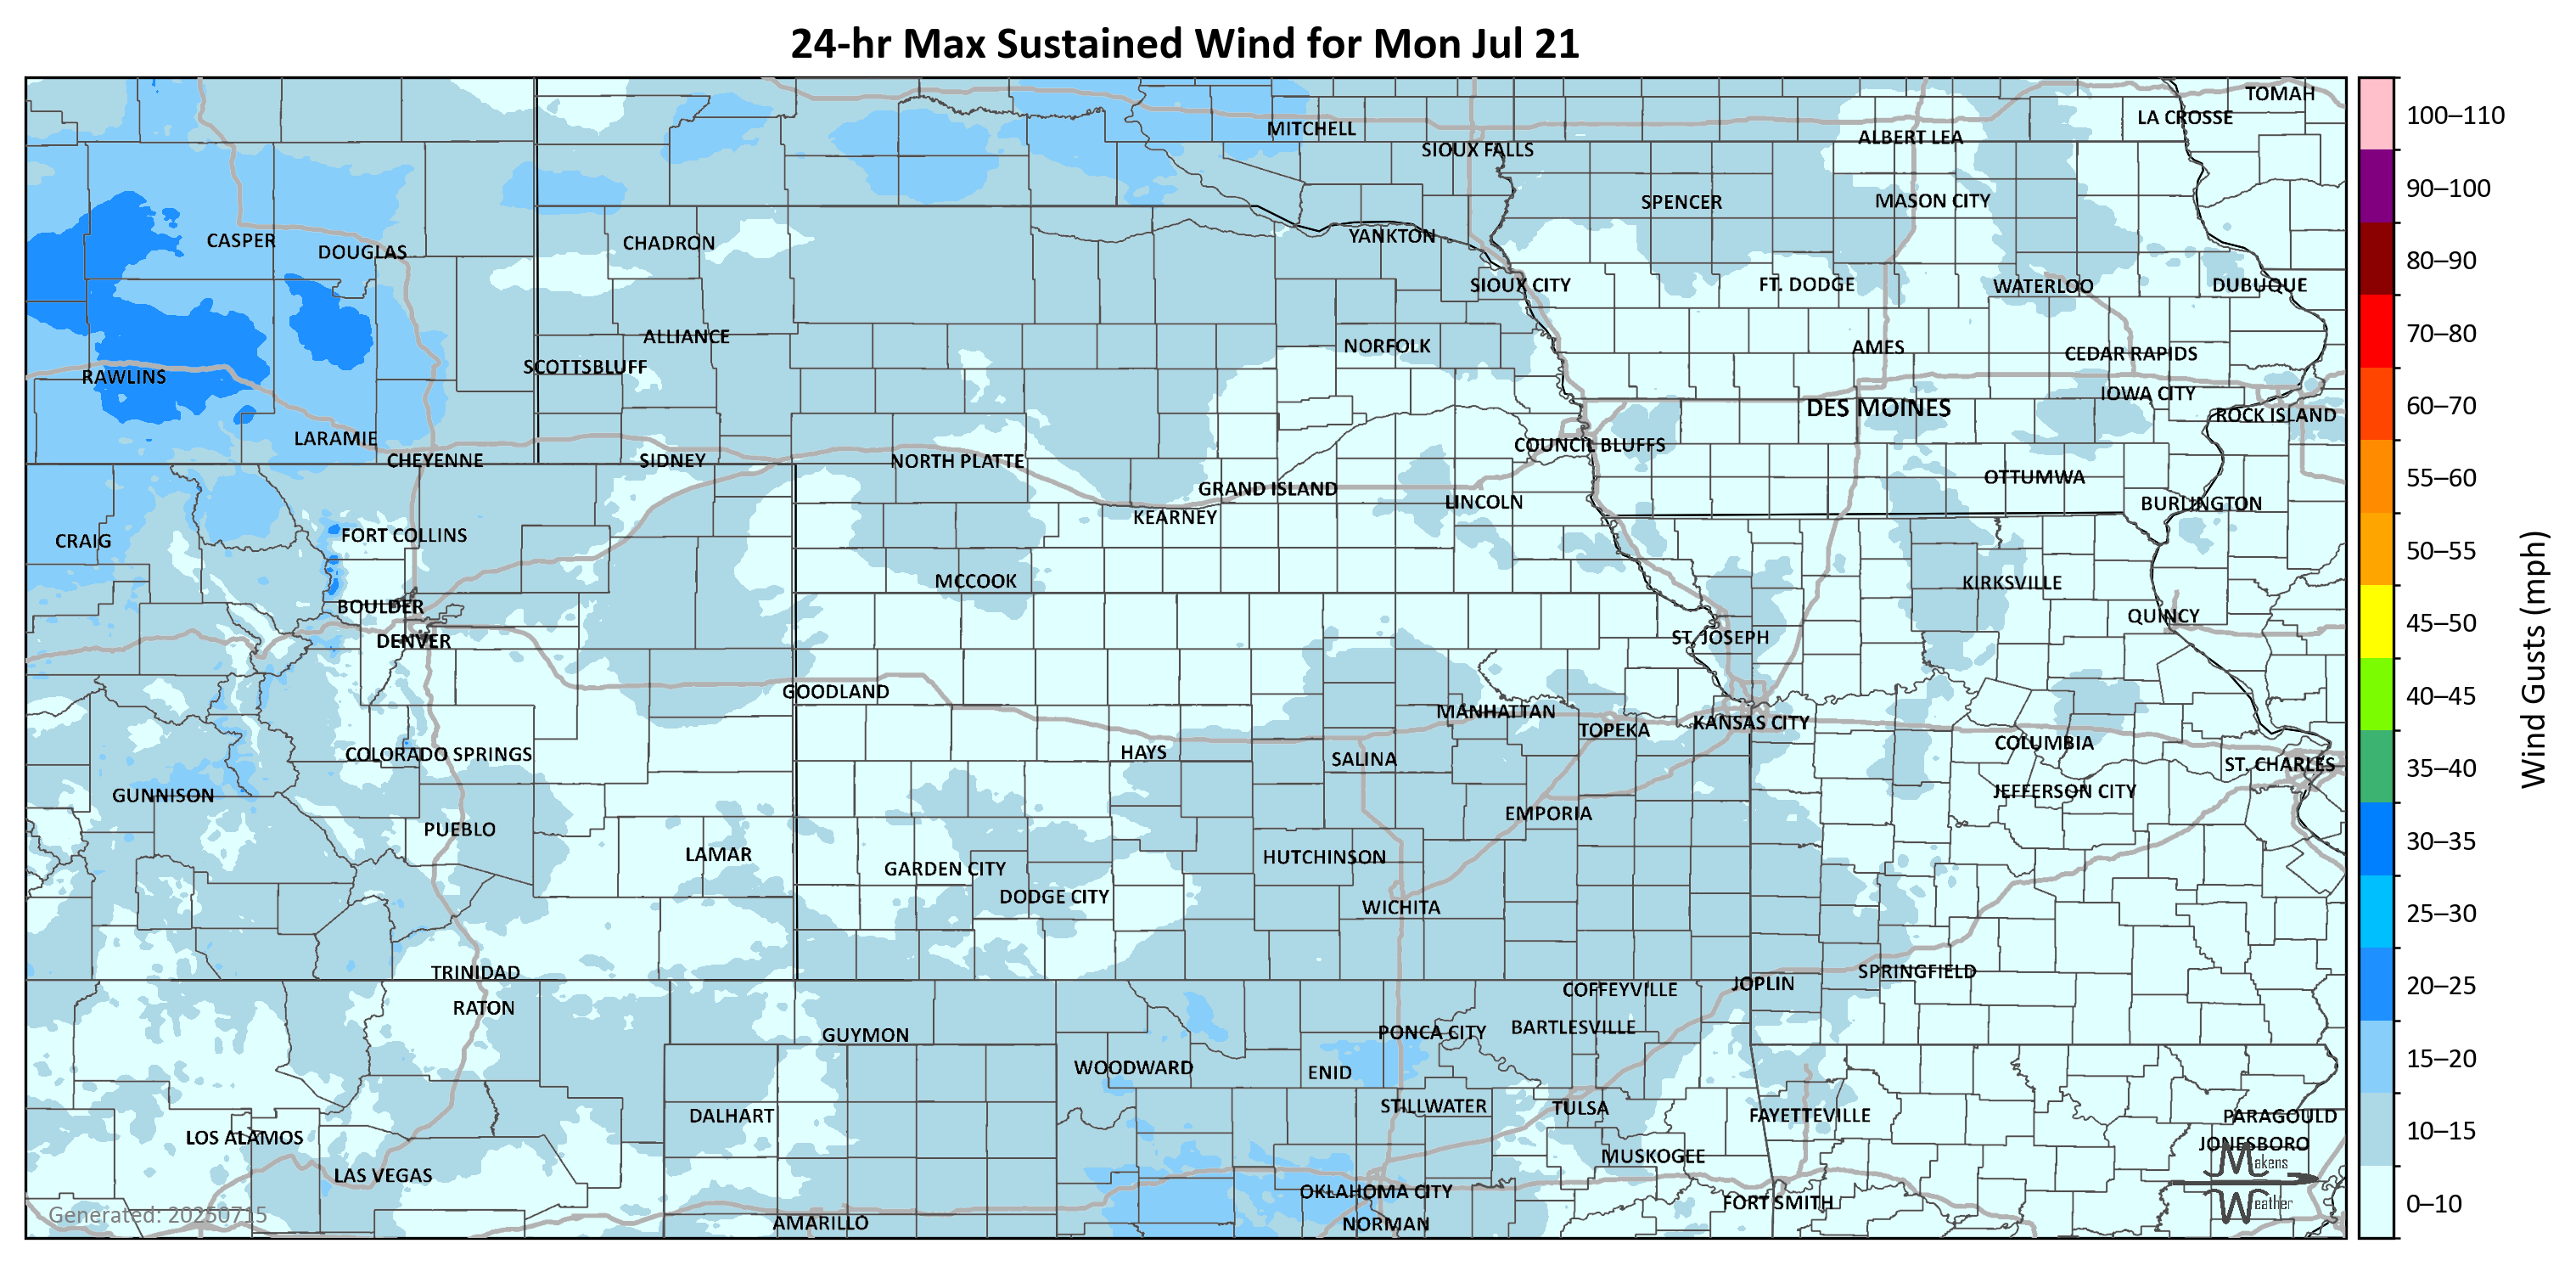 24-hr Max Sustained Wind for Mon Jul 21
TOMAH
LA CROSSE
MITCHELL
ALBERT LEA
SIOUX FALLS
SPENCER
MASON CITY
CASPER
DOUGLAS
CHADRON
YANKTON
SIOUX CITY
FT. DODGE
WATERLOO
DUBUQUE
ALLIANCE
NORFOLK
AMES
CEDAR RAPIDS
SCOTTSBLUFF
RAWLINS
IOWA CITY
DES MOINES
ROCK ISLAND
LARAMIE
COUNCIL BLUFFS
CHEYENNE
SIDNEY
NORTH PLATTE
OTTUMWA
GRAND ISLAND
LINCOLN
BURLINGTON
KEARNEY
FORT COLLINS
CRAIG
MCCOOK
KIRKSVILLE
BOULDER
QUINCY
DENVER
ST. JOSEPH
GOODLAND
MANHATTAN
KANSAS CITY
TOPEKA
COLUMBIA
HAYS
COLORADO SPRINGS
SALINA
ST. CHARLES
GUNNISON
JEFFERSON CITY
EMPORIA
PUEBLO
LAMAR
HUTCHINSON
GARDEN CITY
DODGE CITY
WICHITA
TRINIDAD
SPRINGFIELD
JOPLIN
COFFEYVILLE
RATON
BARTLESVILLE
PONCA CITY
GUYMON
WOODWARD
ENID
STILLWATER
TULSA
DALHART
FAYETTEVILLE
PARAGOULD
LOS ALAMOS
JONESBORO
MUSKOGEE
LAS VEGAS
OKLAHOMA CITY
FORT SMITH
AMARILLO
NORMAN
Generated: 20250715
Makens
Weather
100–110
90–100
80–90
70–80
60–70
55–60
50–55
45–50
40–45
35–40
30–35
25–30
20–25
15–20
10–15
0–10
Wind Gusts (mph)